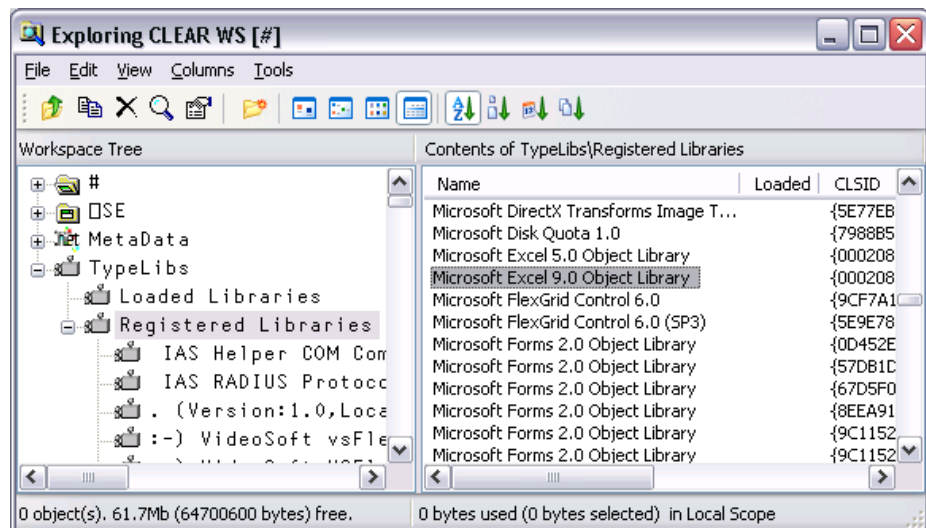 Exploring CLEAR WS [#]
File Edit View Columns Tools
Workspace Tree
#
⎕SE
MetaData
TypeLibs
Loaded Libraries
Registered Libraries
IAS Helper COM Com
IAS RADIUS Protoco
. (Version:1.0,Loca
:-) VideoSoft vsFle
Contents of TypeLibs\Registered Libraries
Name Loaded CLSID
Microsoft DirectX Transforms Image T... {5E77EB
Microsoft Disk Quota 1.0 {7988B5
Microsoft Excel 5.0 Object Library {000208
Microsoft Excel 9.0 Object Library {000208
Microsoft FlexGrid Control 6.0 {9CF7A1
Microsoft FlexGrid Control 6.0 (SP3) {5E9E78
Microsoft Forms 2.0 Object Library {0D452E
Microsoft Forms 2.0 Object Library {57DB1D
Microsoft Forms 2.0 Object Library {67D5F0
Microsoft Forms 2.0 Object Library {8EEA91
Microsoft Forms 2.0 Object Library {9C1152
Microsoft Forms 2.0 Object Library {9C1152
0 object(s). 61.7Mb (64700600 bytes) free.
0 bytes used (0 bytes selected) in Local Scope